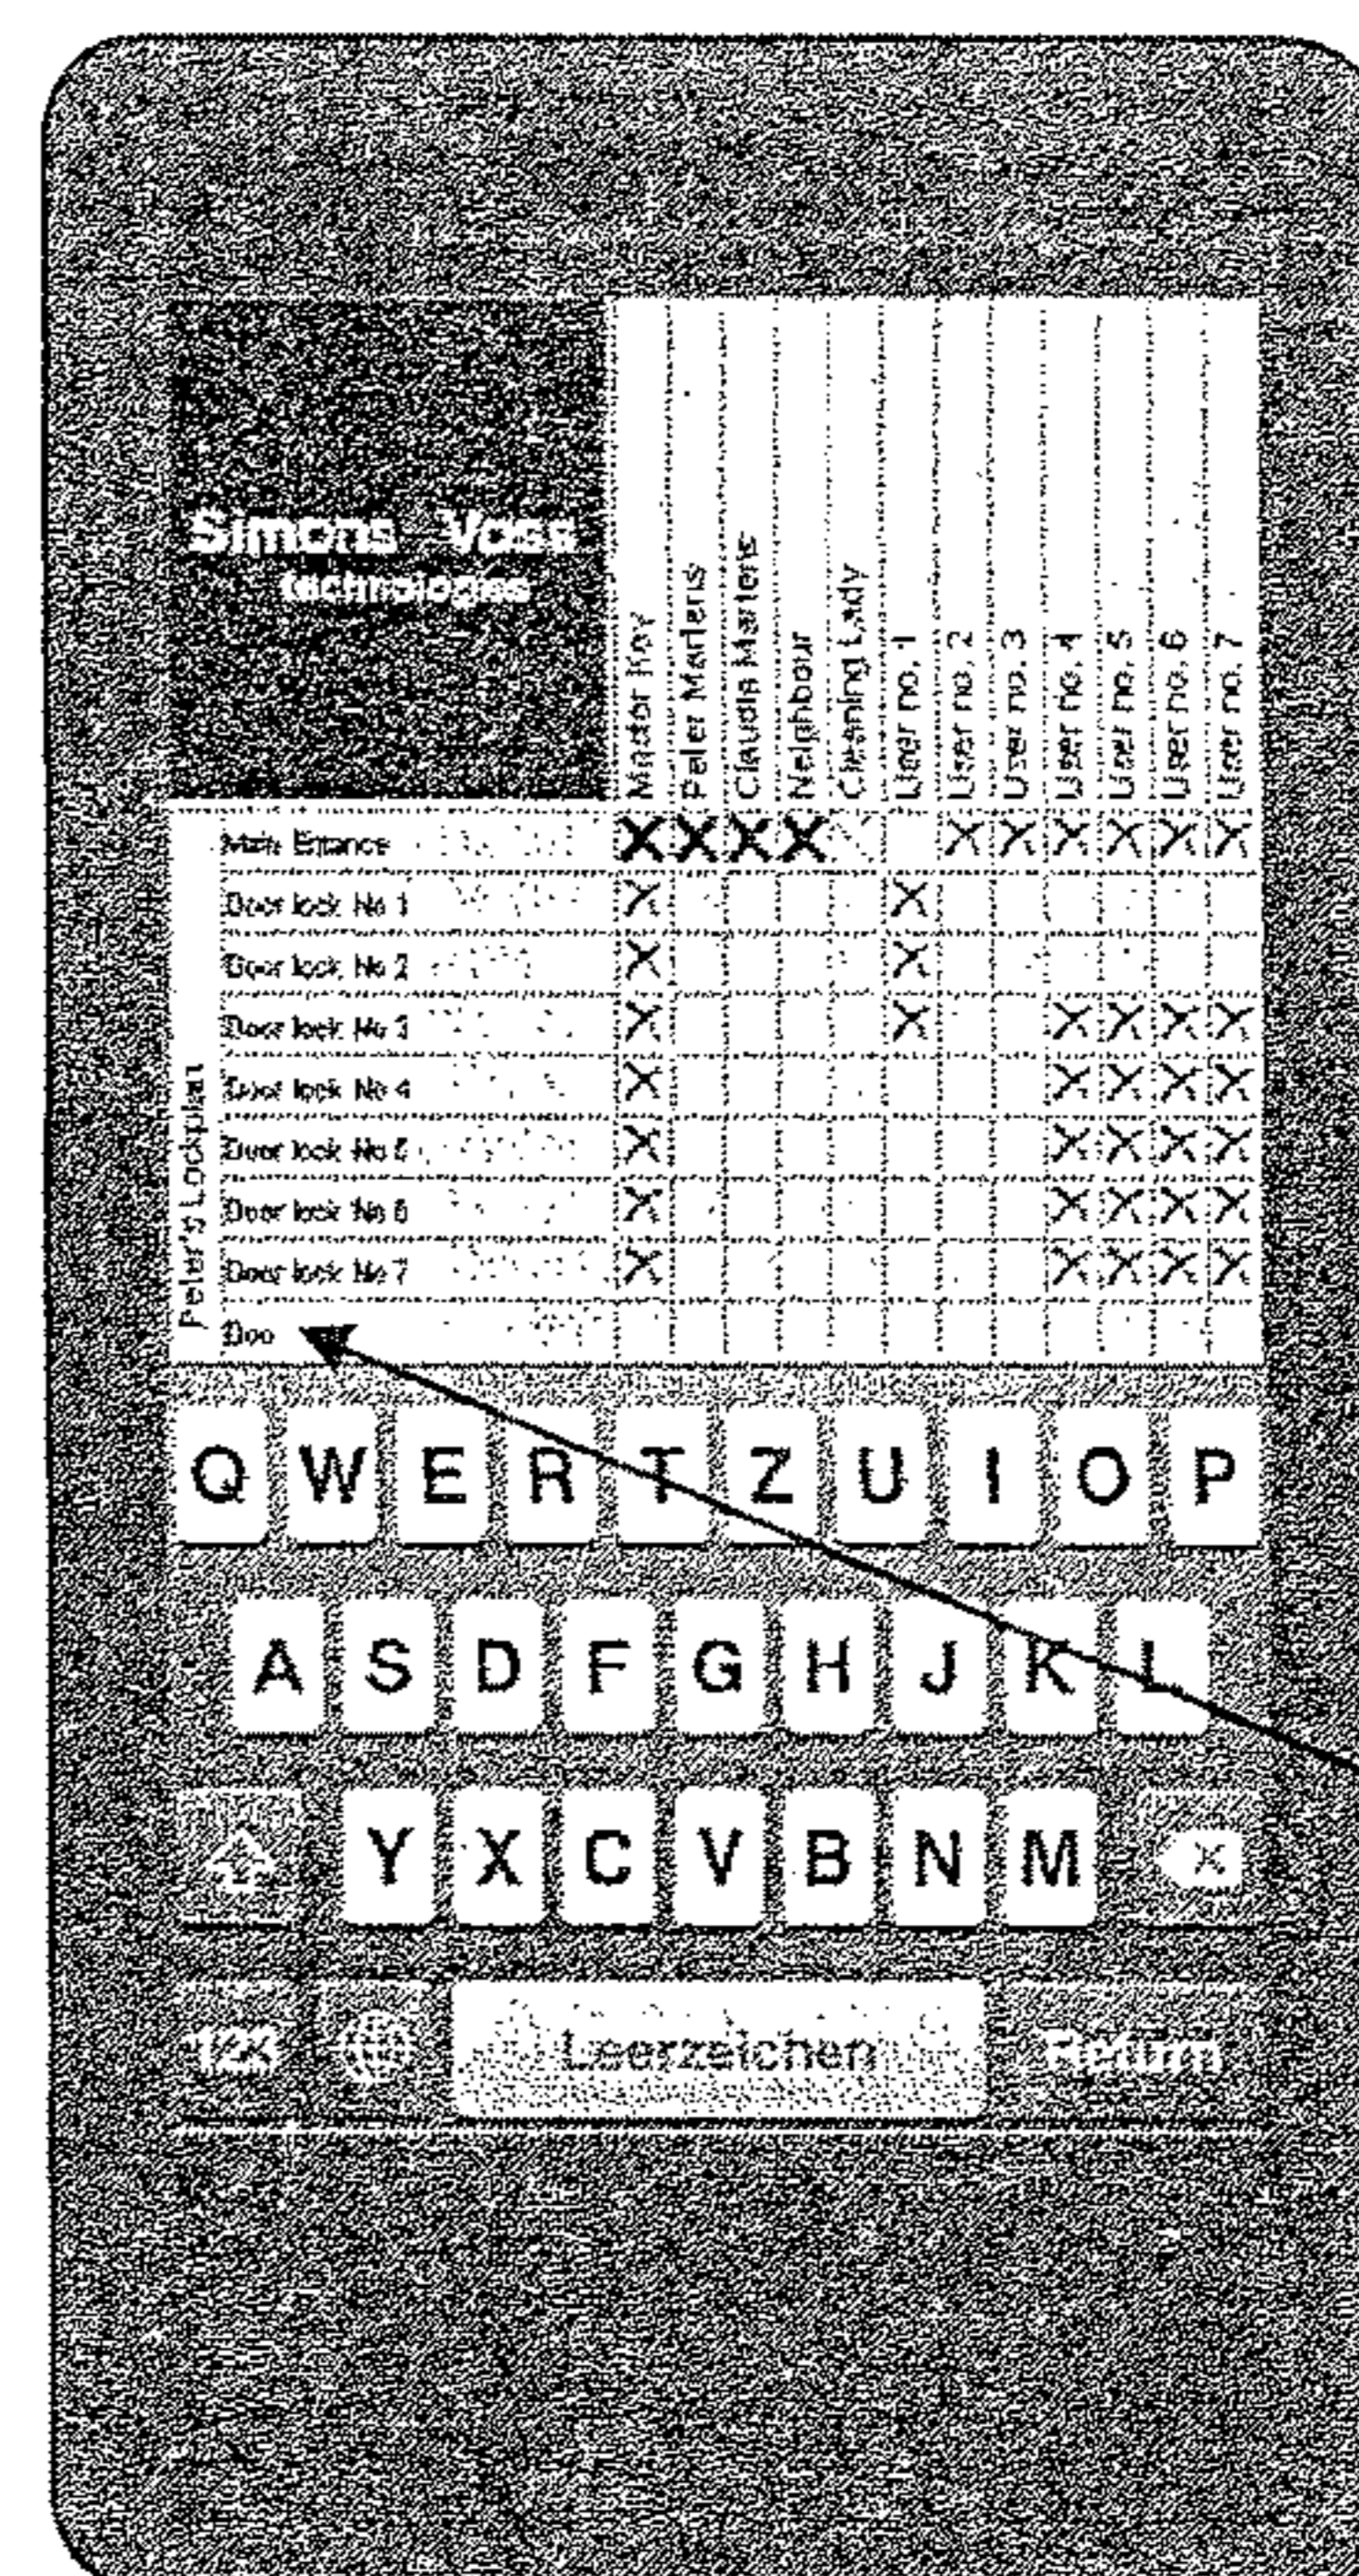 Simons Voss
technologies
Master Key
Peter Martens
Claudia Martens
Neighbour
Cleaning Lady
User no. 1
User no. 2
User no. 3
User no. 4
User no. 5
User no. 6
User no. 7
Peter's Lockplan
Main Entance
X X X X X X X X X X X
Door lock No 1
X X
Door lock No 2
X X
Door lock No 3
X X X X X X
Door lock No 4
X X X X X
Door lock No 5
X X X X X
Door lock No 6
X X X X X
Door lock No 7
X X X X X
Doo
Q W E R T Z U I O P
A S D F G H J K L
Y X C V B N M X
123 Leerzeichen Return